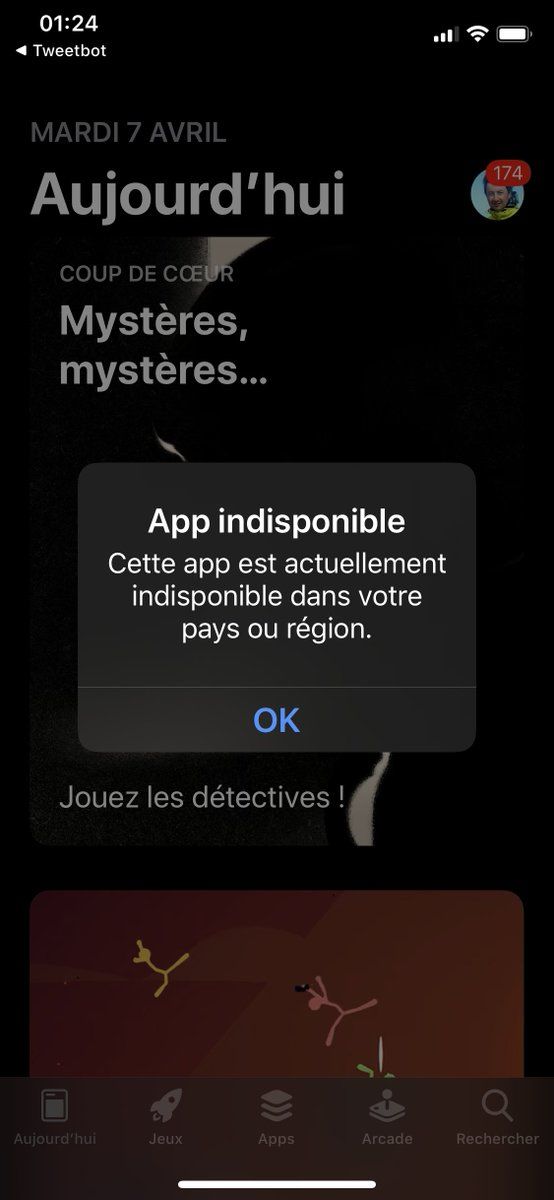 01:24
◀ Tweetbot
MARDI 7 AVRIL
Aujourd’hui
174
COUP DE CŒUR
Mystères,
mystères…
App indisponible
Cette app est actuellement
indisponible dans votre
pays ou région.
OK
Jouez les détectives !
Aujourd’hui
Jeux
Apps
Arcade
Rechercher